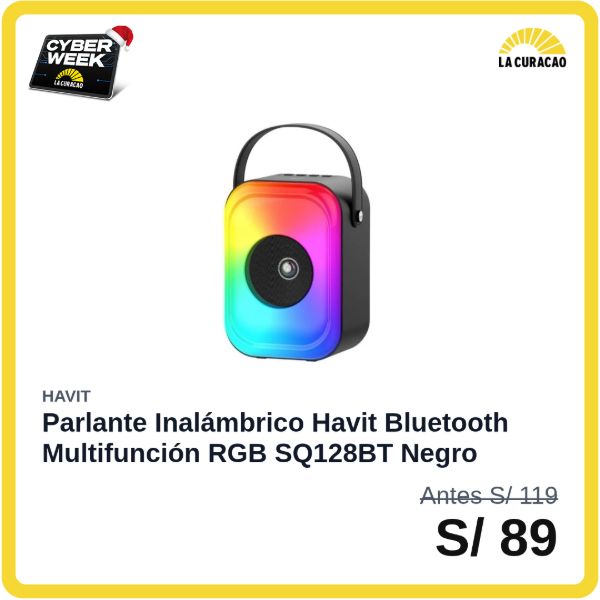 CYBER
WEEK
LA CURACAO
LA CURACAO
HAVIT
Parlante Inalámbrico Havit Bluetooth
Multifunción RGB SQ128BT Negro
Antes S/ 119
S/ 89